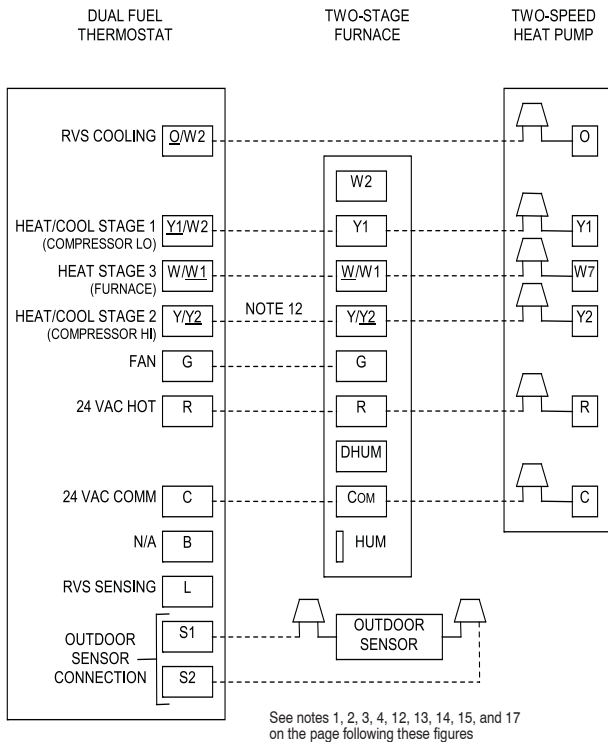 DUAL FUEL
THERMOSTAT
TWO-STAGE
FURNACE
TWO-SPEED
HEAT PUMP
RVS COOLING
O/W2
O
W2
HEAT/COOL STAGE 1
(COMPRESSOR LO)
Y1/W2
Y1
Y1
HEAT STAGE 3
(FURNACE)
W/W1
W/W1
W7
HEAT/COOL STAGE 2
(COMPRESSOR HI)
Y/Y2
NOTE 12
Y/Y2
Y2
FAN
G
G
24 VAC HOT
R
R
R
DHUM
24 VAC COMM
C
COM
C
N/A
B
HUM
RVS SENSING
L
OUTDOOR
SENSOR
CONNECTION
S1
S2
OUTDOOR
SENSOR
See notes 1, 2, 3, 4, 12, 13, 14, 15, and 17
on the page following these figures